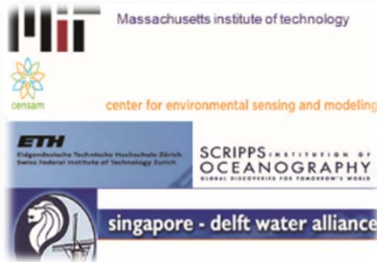 MIT
Massachusetts institute of technology
censam
center for environmental sensing and modeling
ETH
Eidgenössische Technische Hochschule Zürich
Swiss Federal Institute of Technology Zurich
SCRIPPS INSTITUTION OF
OCEANOGRAPHY
GLOBAL DISCOVERIES FOR TOMORROW'S WORLD
singapore - delft water alliance